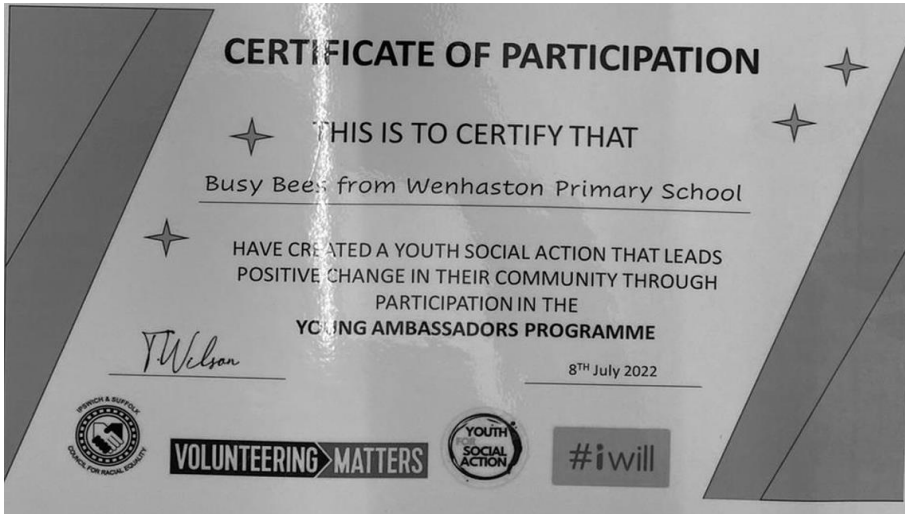 CERTIFICATE OF PARTICIPATION
THIS IS TO CERTIFY THAT
Busy Bees from Wenhaston Primary School
HAVE CREATED A YOUTH SOCIAL ACTION THAT LEADS
POSITIVE CHANGE IN THEIR COMMUNITY THROUGH
PARTICIPATION IN THE
YOUNG AMBASSADORS PROGRAMME
T.Wilson
8TH July 2022
IPSWICH & SUFFOLK
COUNCIL FOR RACIAL EQUALITY
VOLUNTEERING MATTERS
YOUTH
FOR
SOCIAL
ACTION
#iwill